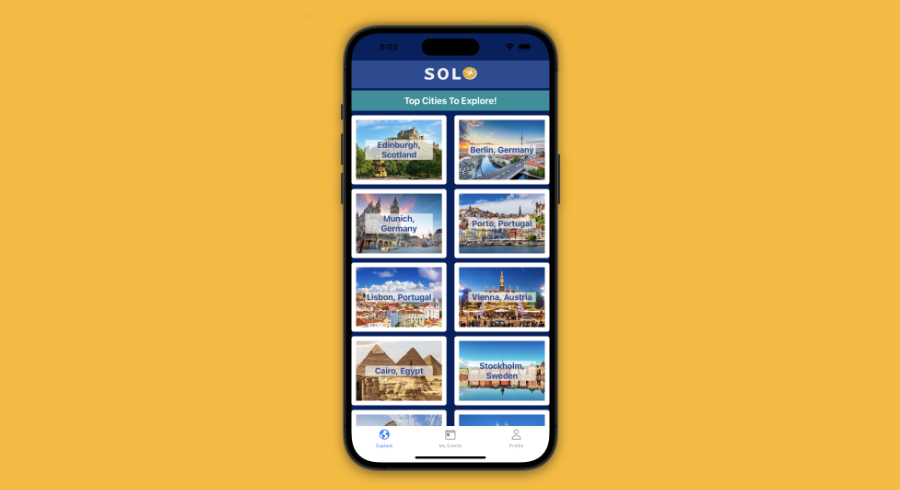 5:03
SOLO
Top Cities To Explore!
Edinburgh,
Scotland
Berlin, Germany
Munich,
Germany
Porto, Portugal
Lisbon, Portugal
Vienna, Austria
Cairo, Egypt
Stockholm,
Sweden
Explore
My Events
Profile